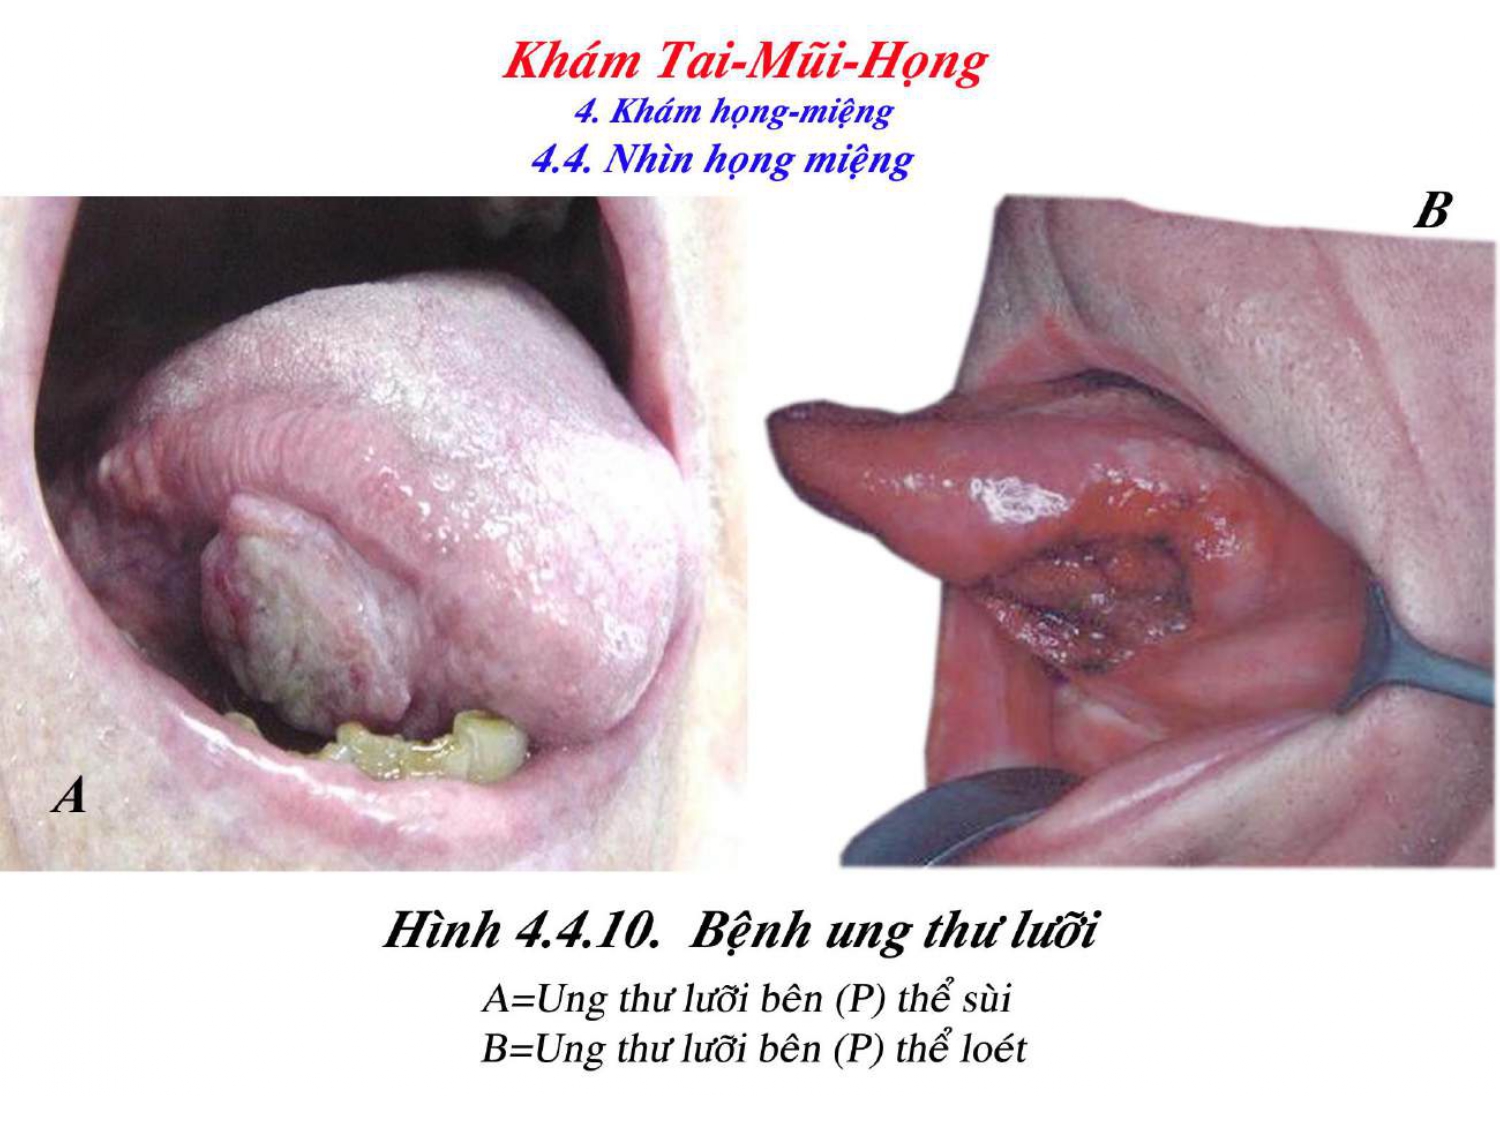 Khám Tai-Mũi-Họng
4. Khám họng-miệng
4.4. Nhìn họng miệng
B
A
Hình 4.4.10. Bệnh ung thư lưỡi
A=Ung thư lưỡi bên (P) thể sùi
B=Ung thư lưỡi bên (P) thể loét